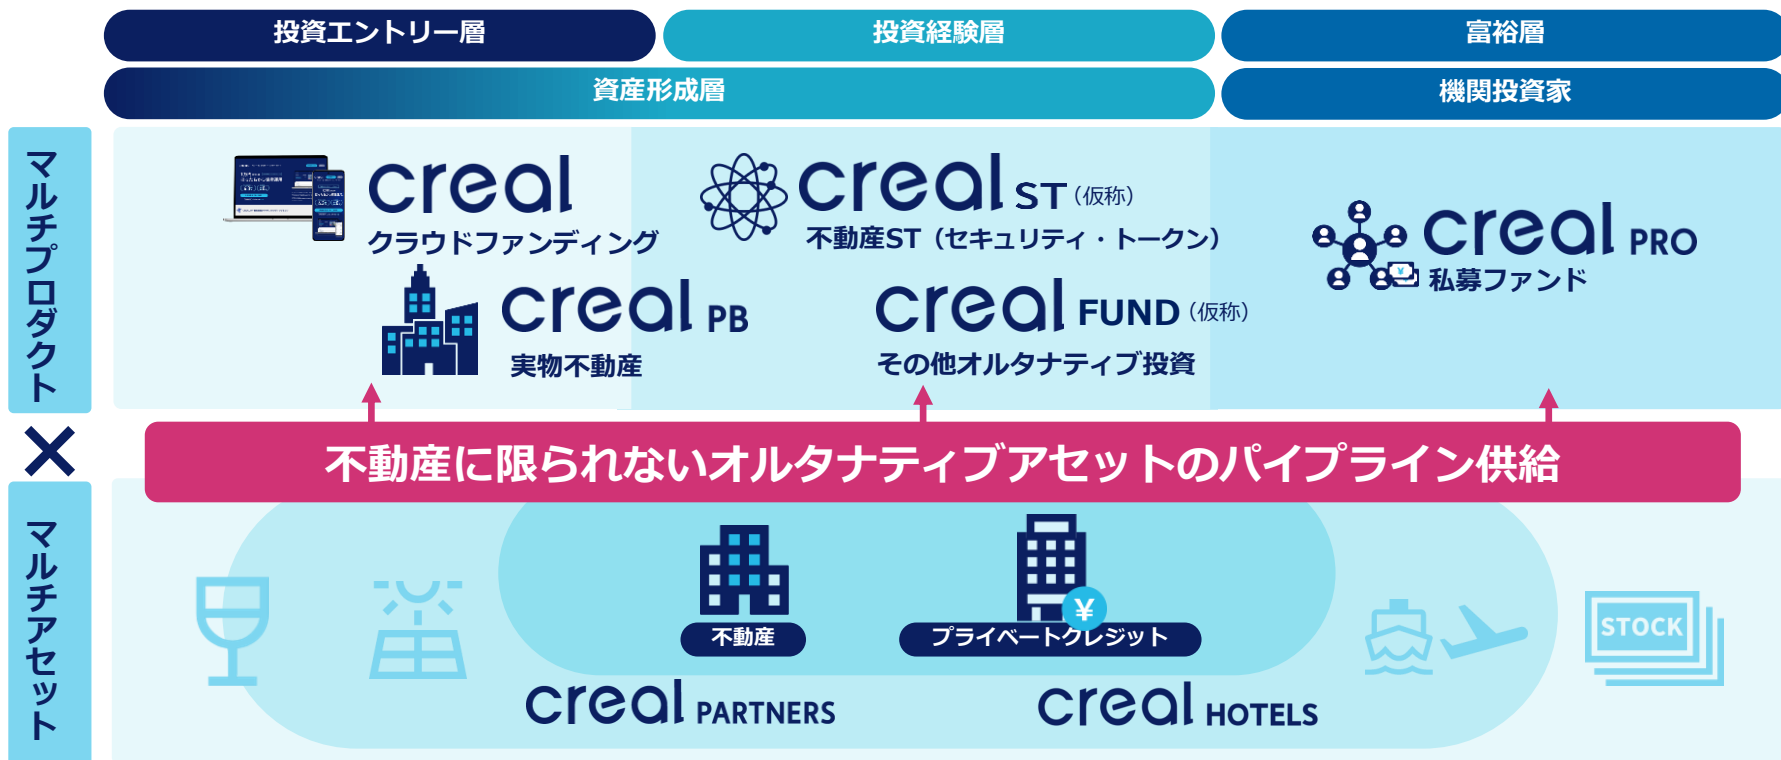 投資エントリー層
投資経験層
富裕層
資産形成層
機関投資家
マルチプロダクト
creal
クラウドファンディング
creal PB
実物不動産
creal ST（仮称）
不動産ST（セキュリティ・トークン）
creal FUND（仮称）
その他オルタナティブ投資
creal PRO
¥
私募ファンド
×
不動産に限られないオルタナティブアセットのパイプライン供給
マルチアセット
不動産
¥
プライベートクレジット
STOCK
creal PARTNERS
creal HOTELS